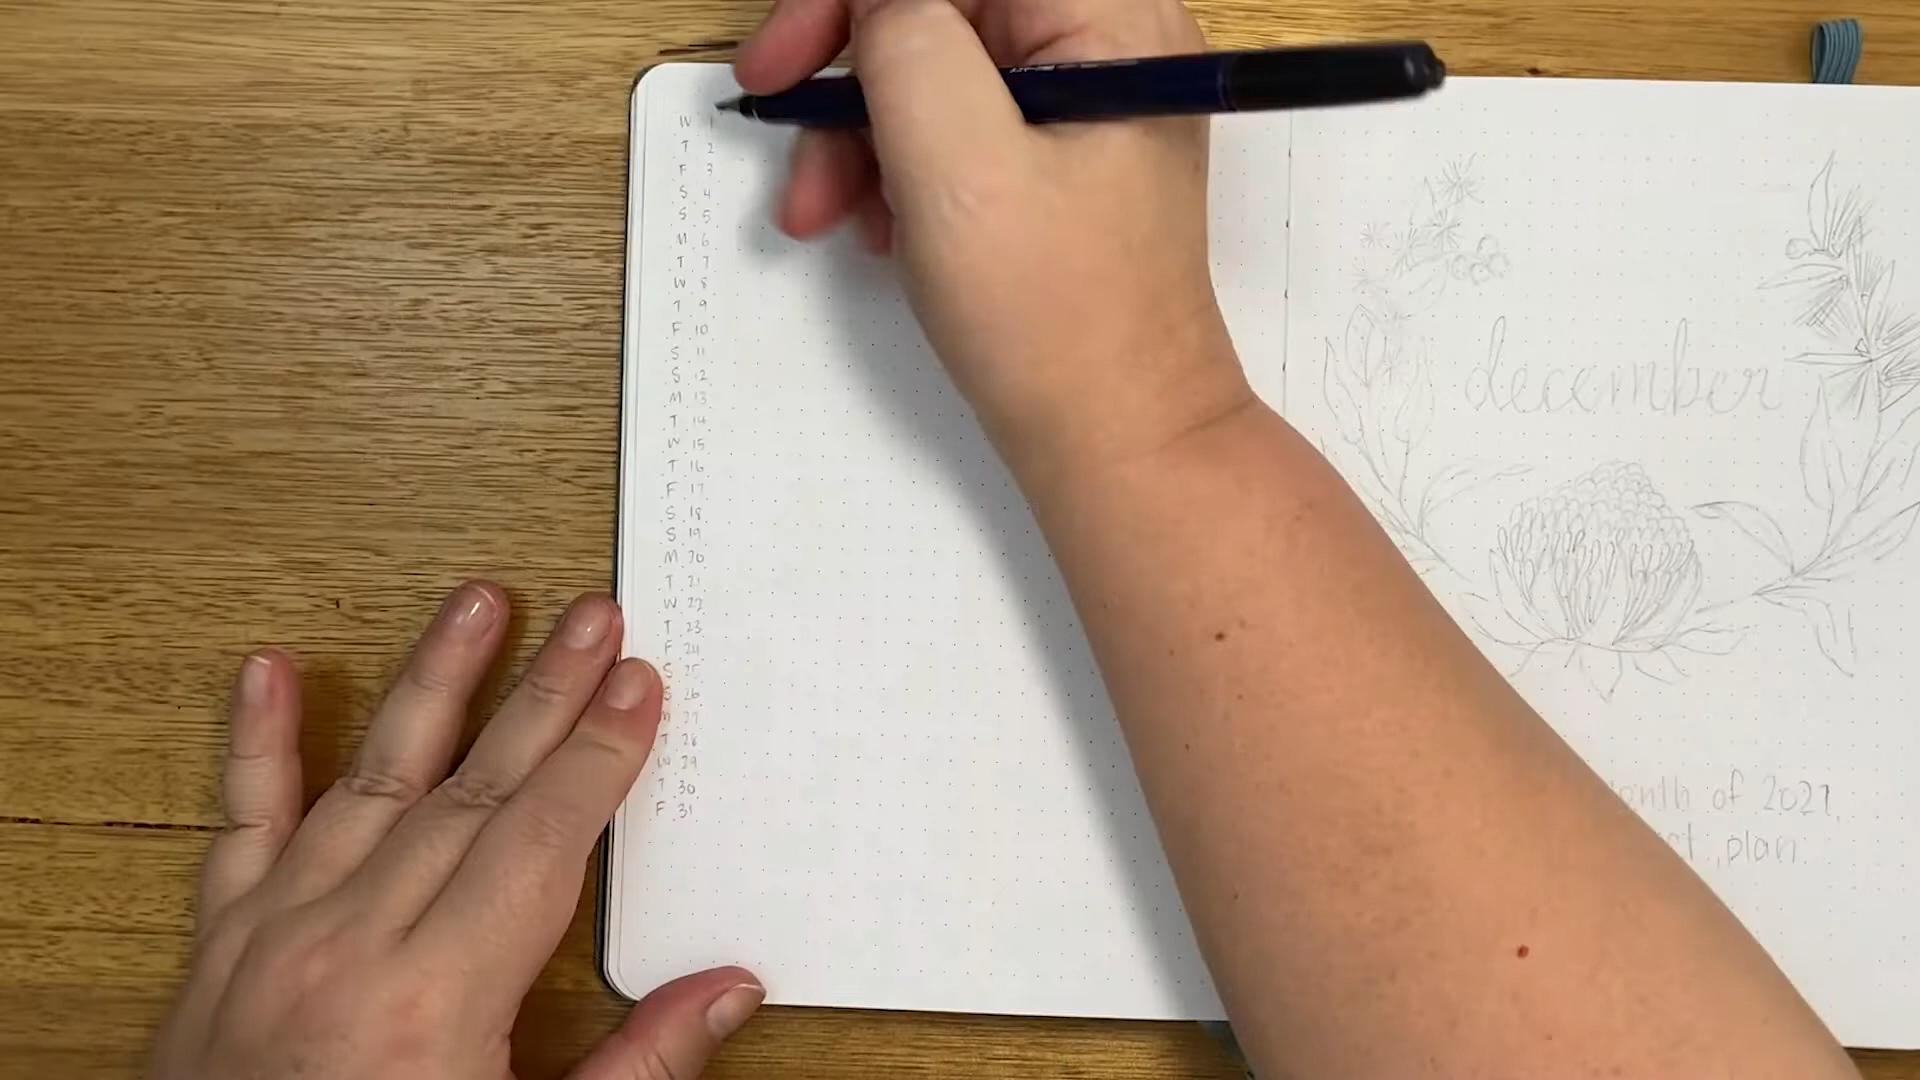 W 1
T 2
F 3
S 4
S 5
M 6
T 7
W 8
T 9
F 10
S 11
S 12
M 13
T 14
W 15
T 16
F 17
S 18
S 19
M 20
T 21
W 22
T 23
F 24
S 25
S 26
M 27
T 28
W 29
T 30
F 31
december
of 2021
plan